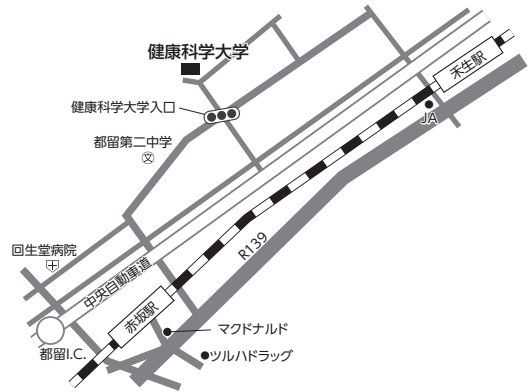 健康科学大学
禾生駅
健康科学大学入口
JA
都留第二中学
文
R139
回生堂病院
中央自動車道
赤坂駅
マクドナルド
都留I.C.
ツルハドラッグ